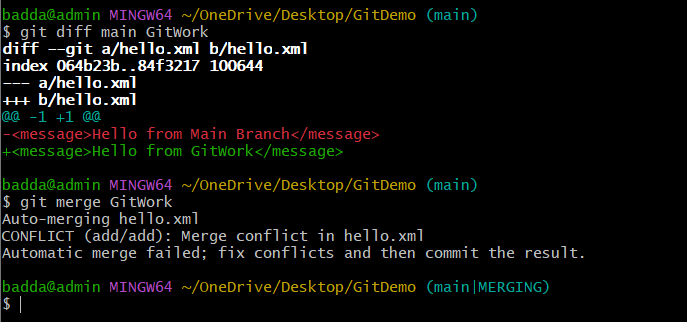 badda@admin MINGW64 ~/OneDrive/Desktop/GitDemo (main)
$ git diff main GitWork
diff --git a/hello.xml b/hello.xml
index 064b23b..84f3217 100644
--- a/hello.xml
+++ b/hello.xml
@@ -1 +1 @@
-<message>Hello from Main Branch</message>
+<message>Hello from GitWork</message>
badda@admin MINGW64 ~/OneDrive/Desktop/GitDemo (main)
$ git merge GitWork
Auto-merging hello.xml
CONFLICT (add/add): Merge conflict in hello.xml
Automatic merge failed; fix conflicts and then commit the result.
badda@admin MINGW64 ~/OneDrive/Desktop/GitDemo (main|MERGING)
$